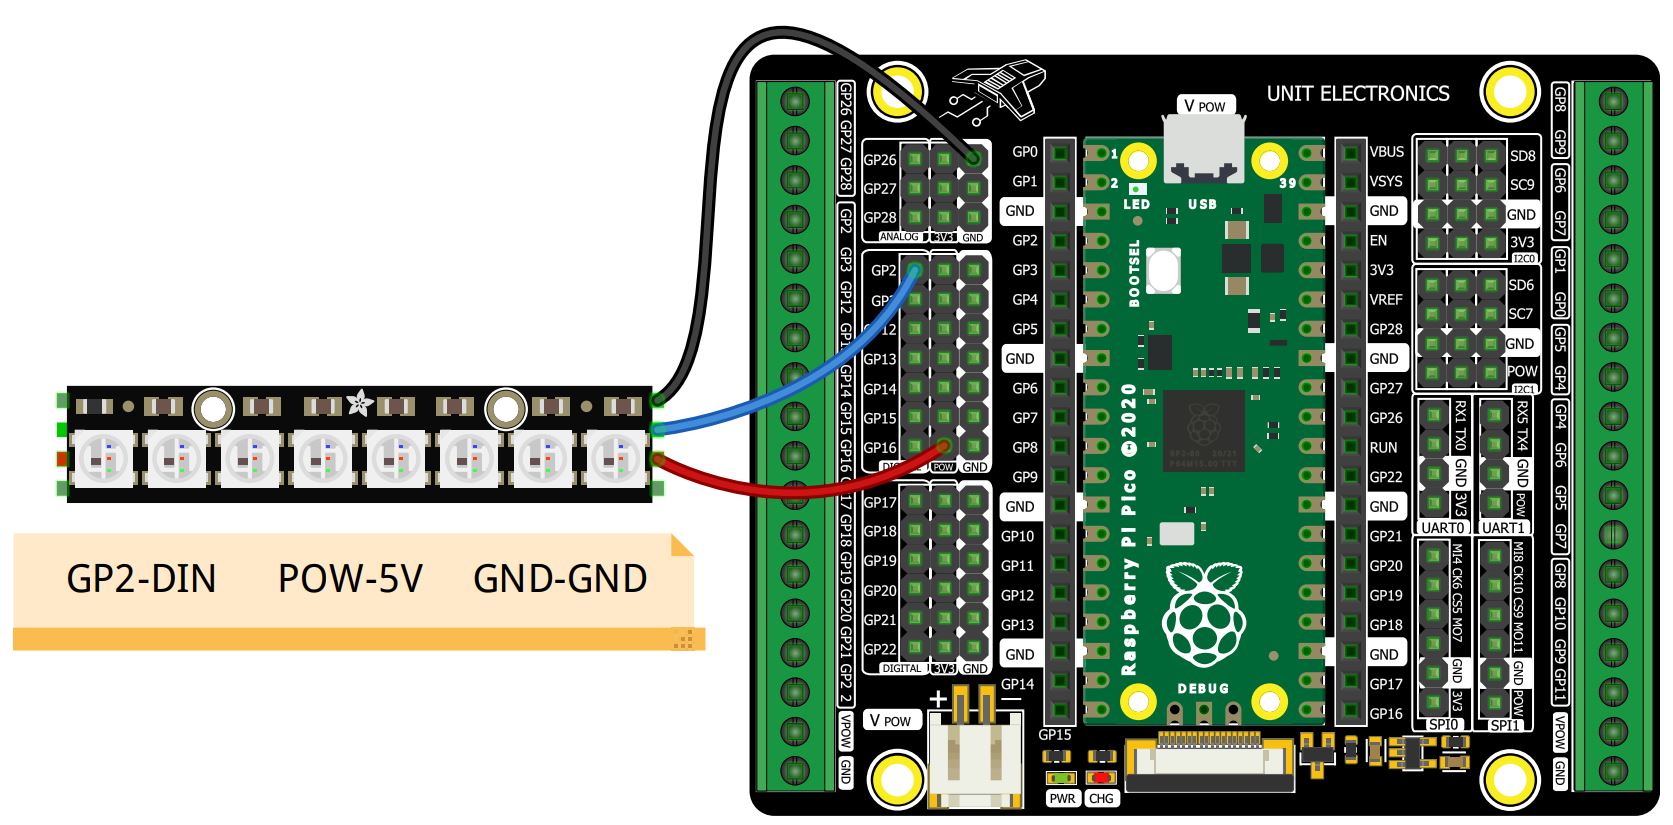 UNIT ELECTRONICS
V POW
GP26 GP27 GP28
GP2 GP3 GP12 GP13 GP14 GP15 GP16 GP17 GP18 GP19 GP20 GP21 GP2 2
VPOW
GND
GP26
GP27
GP28
ANALOG 3V3 GND
GP2
GP13
GP14
GP15
GP16
POW GND
GP17
GP18
GP19
GP20
GP21
GP22
DIGITAL 3V3 GND
V POW
+ −
GP0
GP1
GND
GP2
GP3
GP4
GP5
GND
GP6
GP7
GP8
GP9
GND
GP10
GP11
GP12
GP13
GND
GP14
GP15
PWR CHG
1
2
39
LED USB
BOOTSEL
Raspberry Pi Pico ©2020
DEBUG
VBUS
VSYS
GND
EN
3V3
VREF
GP28
GND
GP27
GP26
RUN
GP22
GND
GP21
GP20
GP19
GP18
GND
GP17
GP16
SD8
SC9
GND
3V3
I2C0
SD6
SC7
GND
POW
I2C1
RX1 TX0 GND 3V3
UART0
RX5 TX4 GND POW
UART1
MI4 CK6 CS5 MO7 GND 3V3
SPI0
MI8 CK10 CS9 MO11 GND POW
SPI1
GP8 GP9
GP6 GP7
GP1 GP0
GP5 GP4
GP4 GP6 GP5 GP7
GP8 GP10 GP9 GP11
VPOW
GND
GP2-DIN POW-5V GND-GND